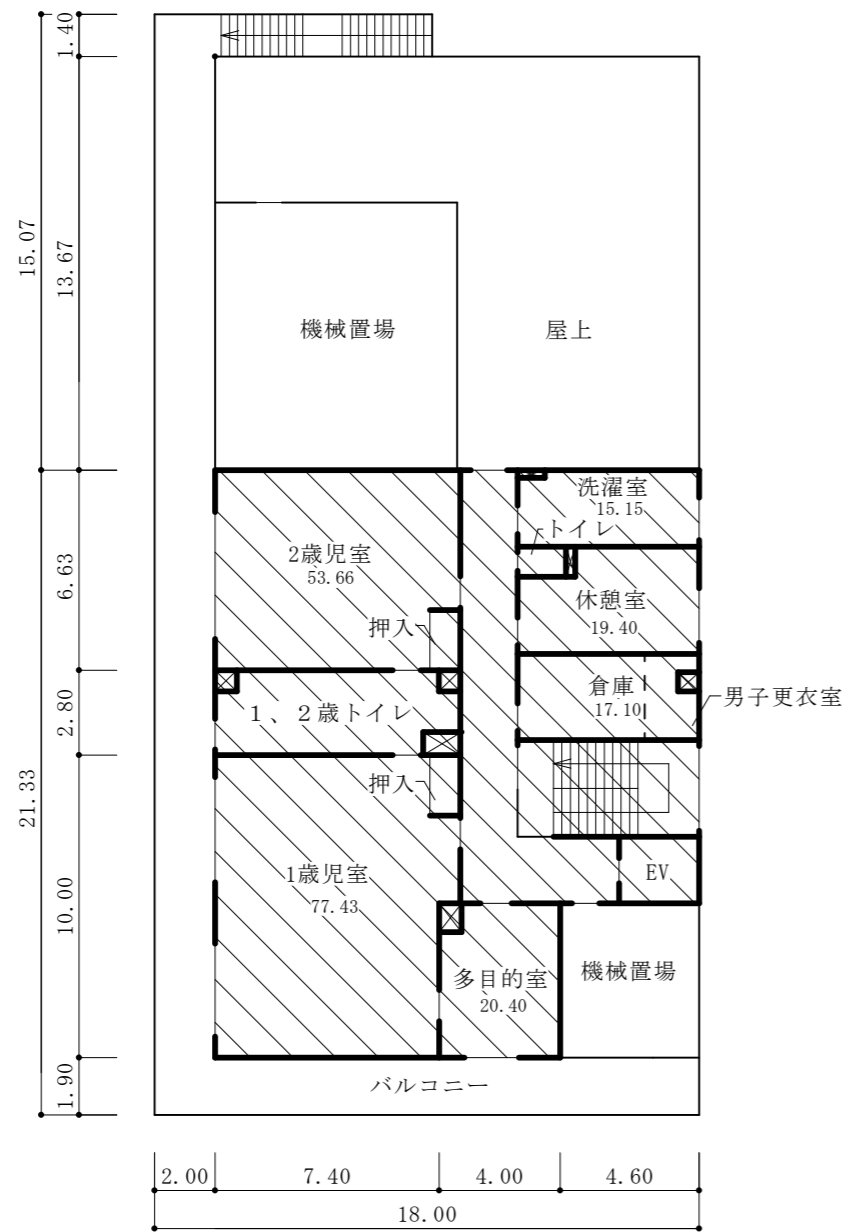 1.40
15.07
13.67
機械置場
屋上
洗濯室
15.15
トイレ
2歳児室
53.66
6.63
休憩室
19.40
押入
倉庫
17.10
男子更衣室
1、2歳トイレ
2.80
押入
21.33
1歳児室
77.43
EV
10.00
多目的室
20.40
機械置場
バルコニー
1.90
2.00
7.40
4.00
4.60
18.00